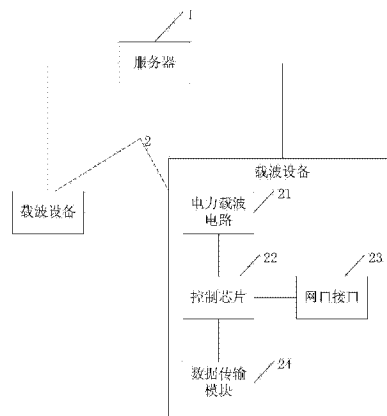 1
服务器
2
载波设备
载波设备
电力载波
电路
21
控制芯片
22
网口接口
23
数据传输
模块
24